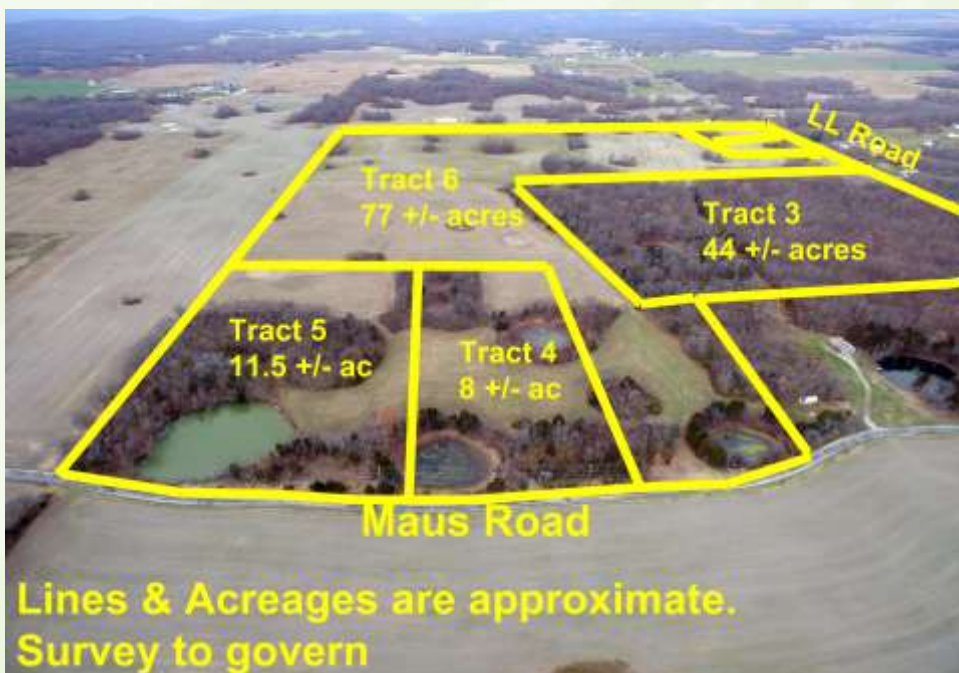 LL Road
Tract 6
77 +/- acres
Tract 3
44 +/- acres
Tract 5
11.5 +/- ac
Tract 4
8 +/- ac
Maus Road
Lines & Acreages are approximate.
Survey to govern